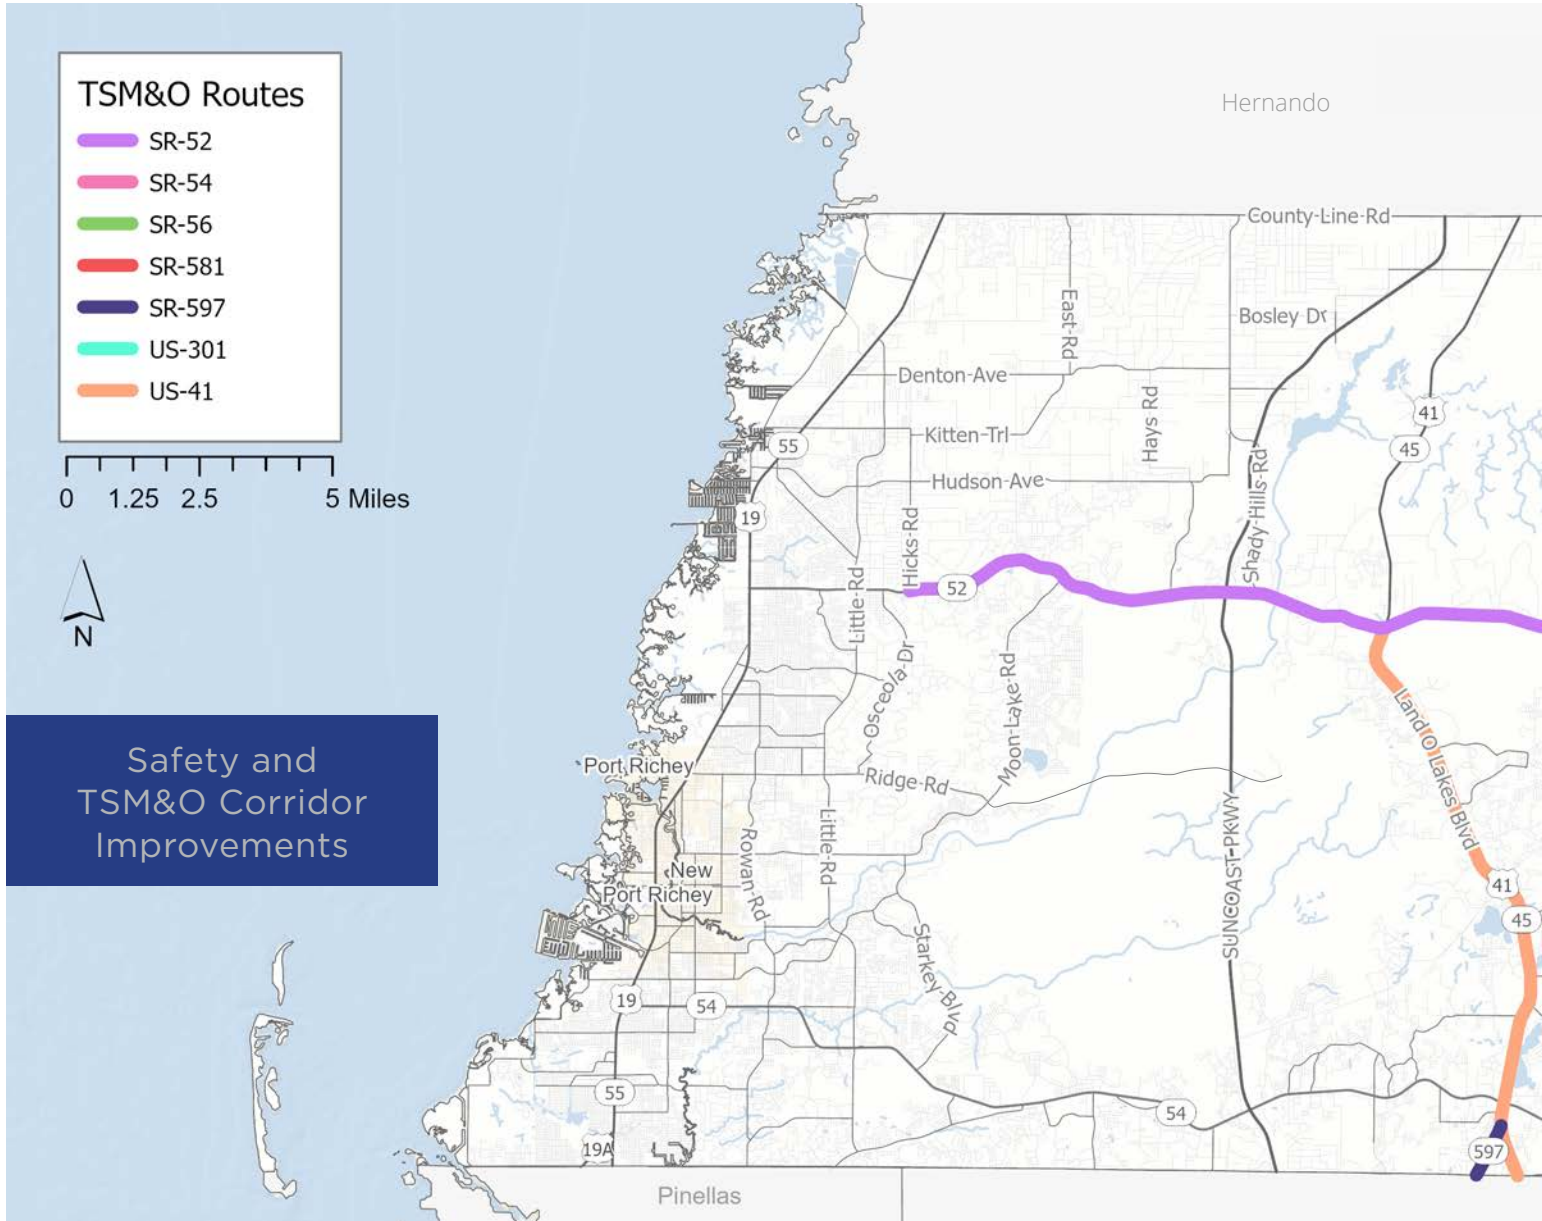 TSM&O Routes
SR-52
SR-54
SR-56
SR-581
SR-597
US-301
US-41
0 1.25 2.5 5 Miles
N
Safety and
TSM&O Corridor
Improvements
Hernando
County-Line-Rd
East-Rd
Bosley Dr
Denton-Ave
Hays Rd
41
Kitten-Trl
45
55
Hudson-Ave
19
Hicks-Rd
Shady-Hills-Rd
52
Little-Rd
Osceola-Dr
Moon-Lake-Rd
Land O Lakes Blvd
Port Richey
Ridge-Rd
SUNCOAST-PKWY
Rowan-Rd
Little-Rd
New
Port Richey
41
45
Starkey-Blvd
19
54
55
54
19A
597
Pinellas